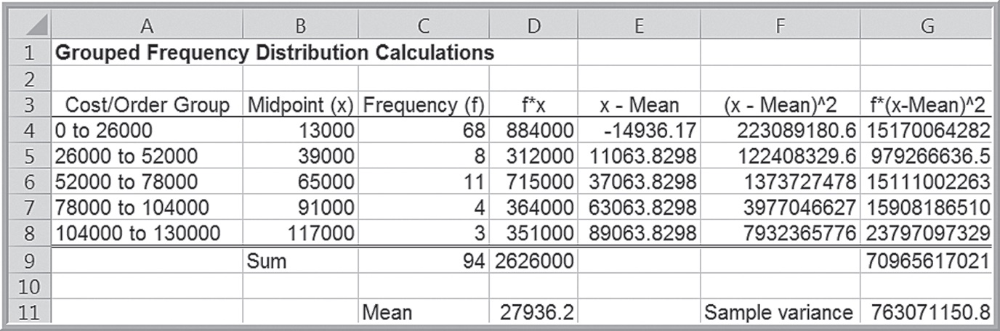 A B C D E F G
1 Grouped Frequency Distribution Calculations
2
3 Cost/Order Group Midpoint (x) Frequency (f) f*x x - Mean (x - Mean)^2 f*(x-Mean)^2
4 0 to 26000 13000 68 884000 -14936.17 223089180.6 15170064282
5 26000 to 52000 39000 8 312000 11063.8298 122408329.6 979266636.5
6 52000 to 78000 65000 11 715000 37063.8298 1373727478 15111002263
7 78000 to 104000 91000 4 364000 63063.8298 3977046627 15908186510
8 104000 to 130000 117000 3 351000 89063.8298 7932365776 23797097329
9 Sum 94 2626000 70965617021
10
11 Mean 27936.2 Sample variance 763071150.8